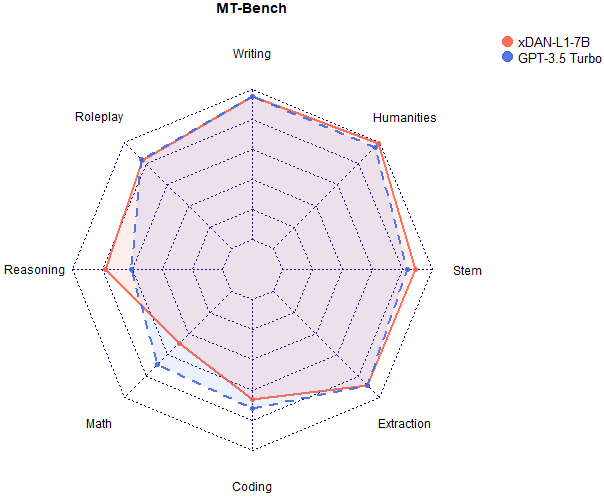 MT-Bench
xDAN-L1-7B
GPT-3.5 Turbo
Writing
Humanities
Roleplay
Reasoning
Stem
Math
Extraction
Coding